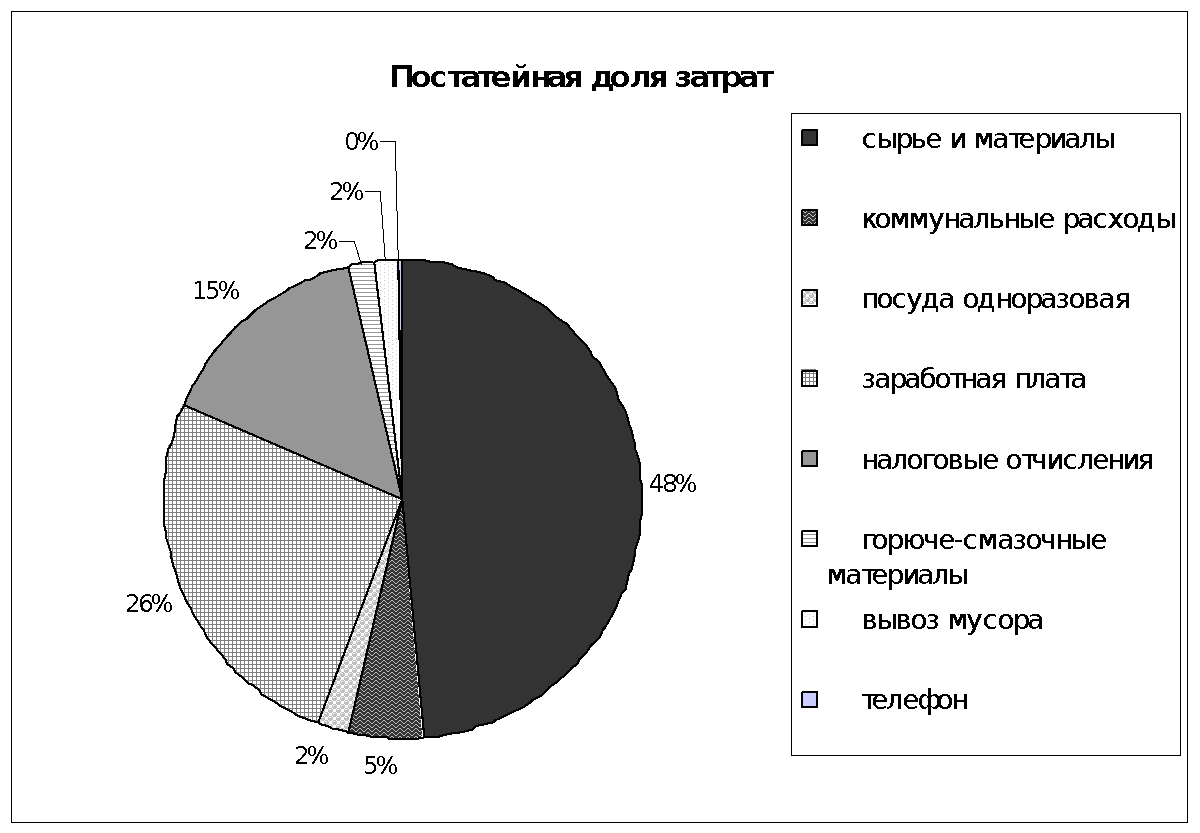 Постатейная доля затрат
0%
2%
2%
15%
48%
26%
2%
5%
сырье и материалы
коммунальные расходы
посуда одноразовая
заработная плата
налоговые отчисления
горюче-смазочные
материалы
вывоз мусора
телефон